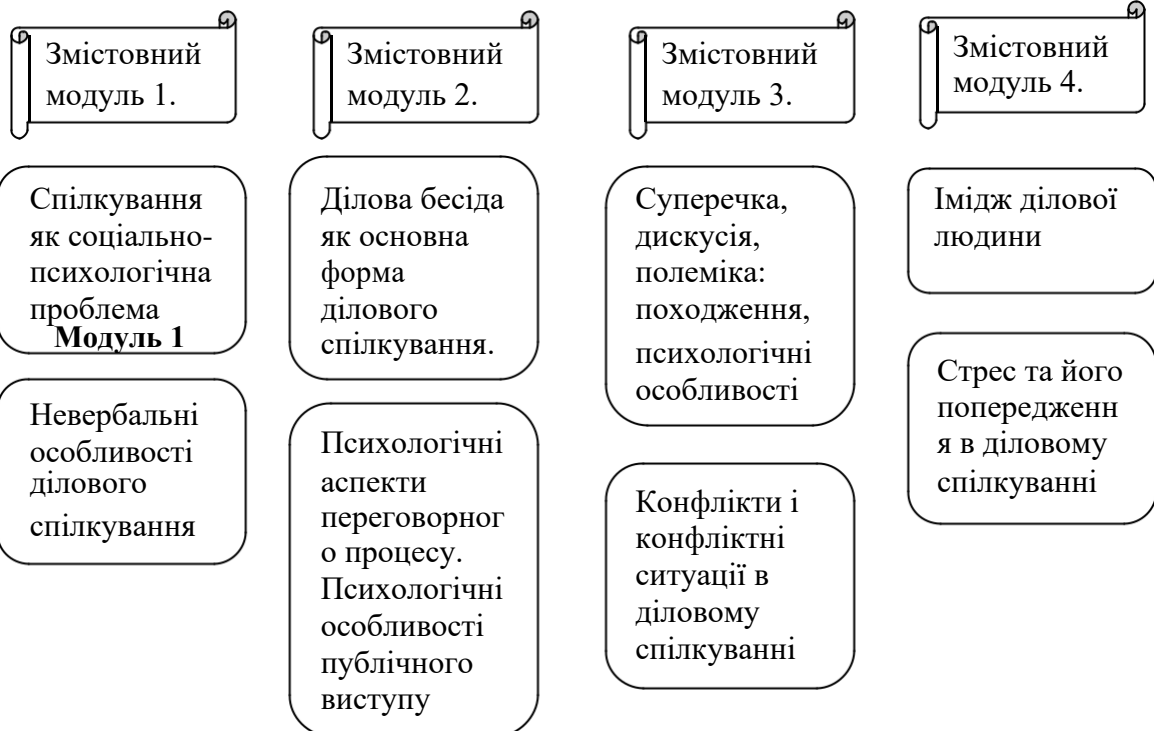 Змістовний
модуль 1.
Спілкування
як соціально-
психологічна
проблема
Модуль 1
Невербальні
особливості
ділового
спілкування
Змістовний
модуль 2.
Ділова бесіда
як основна
форма
ділового
спілкування.
Психологічні
аспекти
переговорног
о процесу.
Психологічні
особливості
публічного
виступу
Змістовний
модуль 3.
Суперечка,
дискусія,
полеміка:
походження,
психологічні
особливості
Конфлікти і
конфліктні
ситуації в
діловому
спілкуванні
Змістовний
модуль 4.
Імідж ділової
людини
Стрес та його
попередженн
я в діловому
спілкуванні